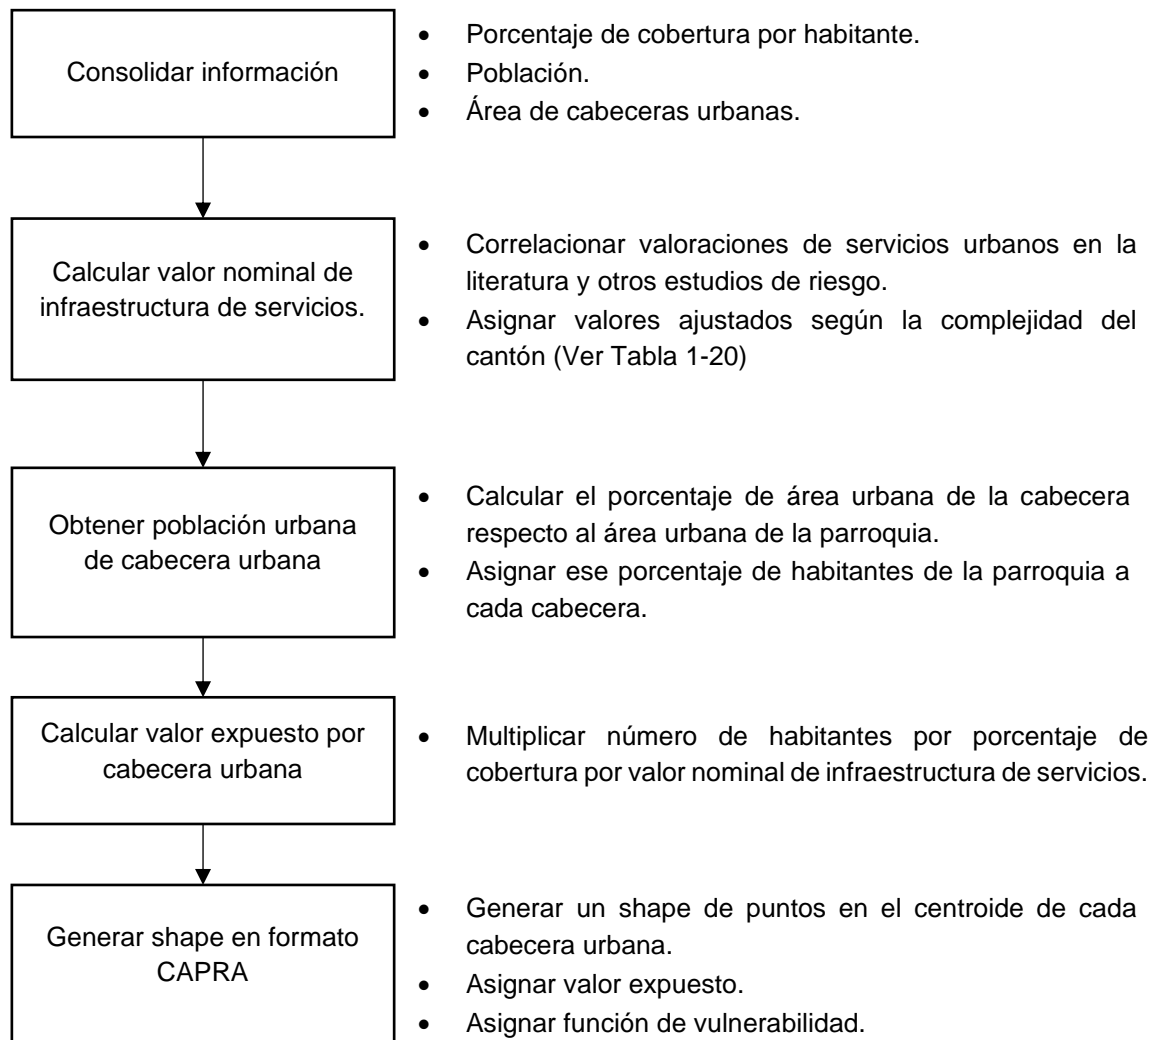 Consolidar información
• Porcentaje de cobertura por habitante.
• Población.
• Área de cabeceras urbanas.
Calcular valor nominal de
infraestructura de servicios.
• Correlacionar valoraciones de servicios urbanos en la
literatura y otros estudios de riesgo.
• Asignar valores ajustados según la complejidad del
cantón (Ver Tabla 1-20)
Obtener población urbana
de cabecera urbana
• Calcular el porcentaje de área urbana de la cabecera
respecto al área urbana de la parroquia.
• Asignar ese porcentaje de habitantes de la parroquia a
cada cabecera.
Calcular valor expuesto por
cabecera urbana
• Multiplicar número de habitantes por porcentaje de
cobertura por valor nominal de infraestructura de servicios.
Generar shape en formato
CAPRA
• Generar un shape de puntos en el centroide de cada
cabecera urbana.
• Asignar valor expuesto.
• Asignar función de vulnerabilidad.